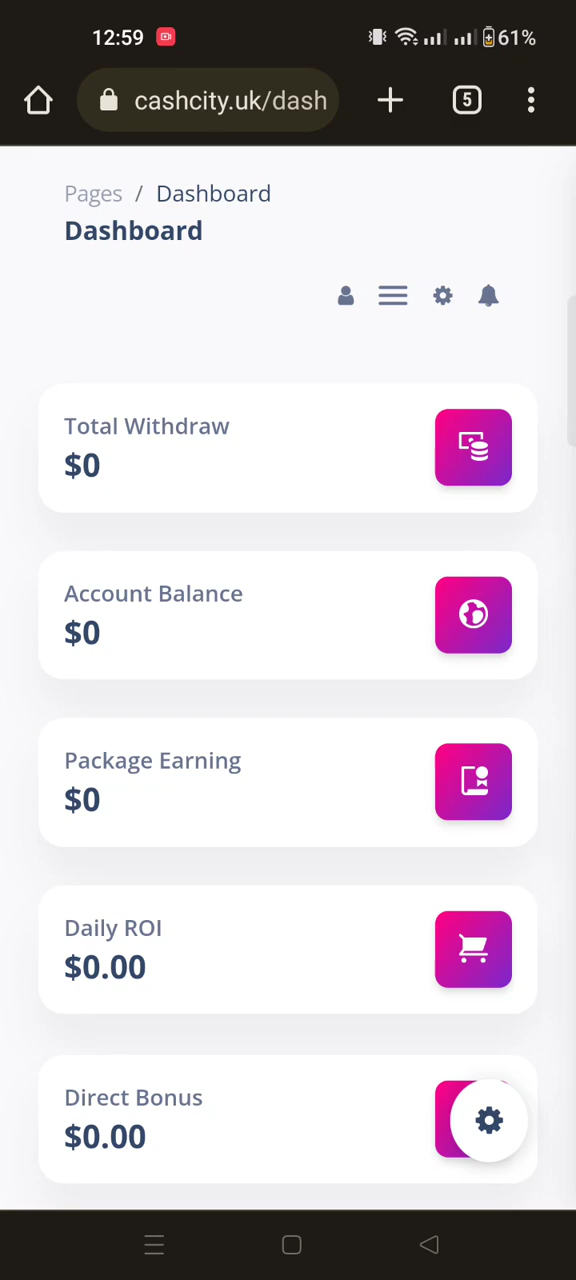 12:59
61%
cashcity.uk/dash
5
Pages / Dashboard
Dashboard
Total Withdraw
$0
Account Balance
$0
Package Earning
$0
Daily ROI
$0.00
Direct Bonus
$0.00